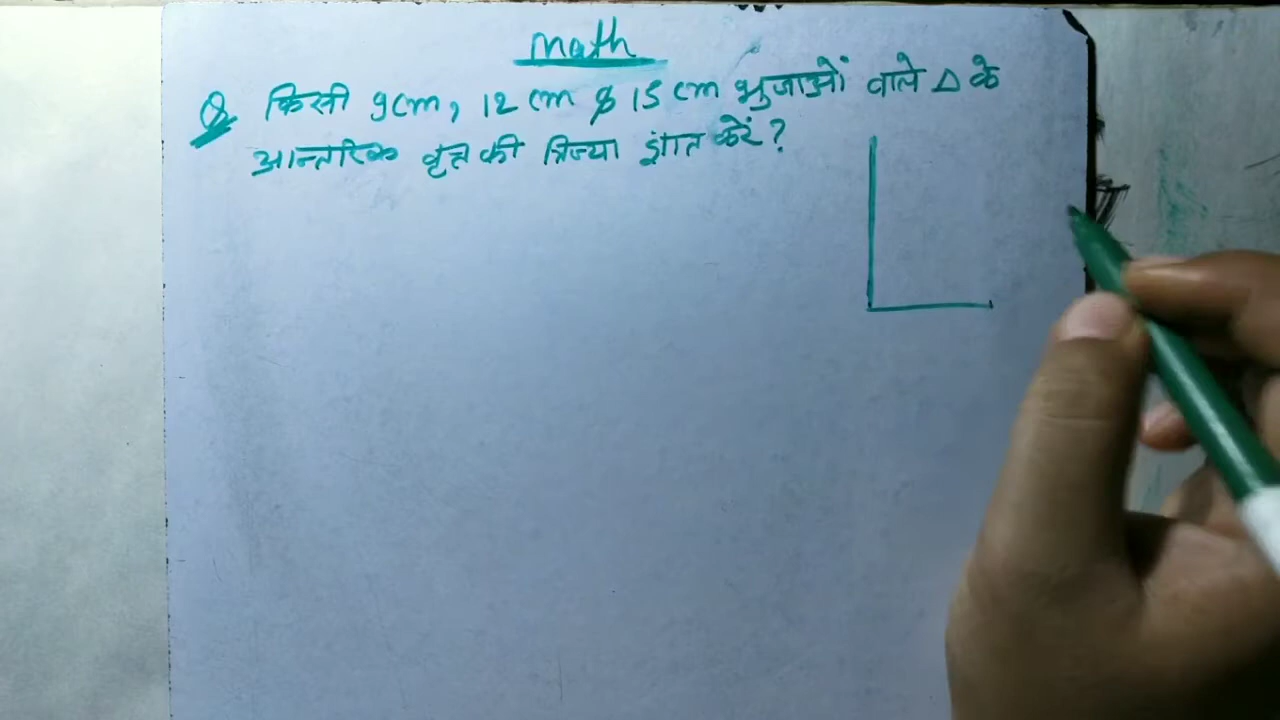 Math
Q किसी 9cm, 12 cm & 15 cm भुजाओं वाले Δ के
आन्तरिक वृत्त की त्रिज्या ज्ञात करें?